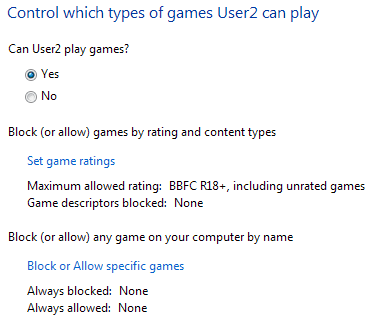 Control which types of games User2 can play
Can User2 play games?
Yes
No
Block (or allow) games by rating and content types
Set game ratings
Maximum allowed rating: BBFC R18+, including unrated games
Game descriptors blocked: None
Block (or allow) any game on your computer by name
Block or Allow specific games
Always blocked: None
Always allowed: None